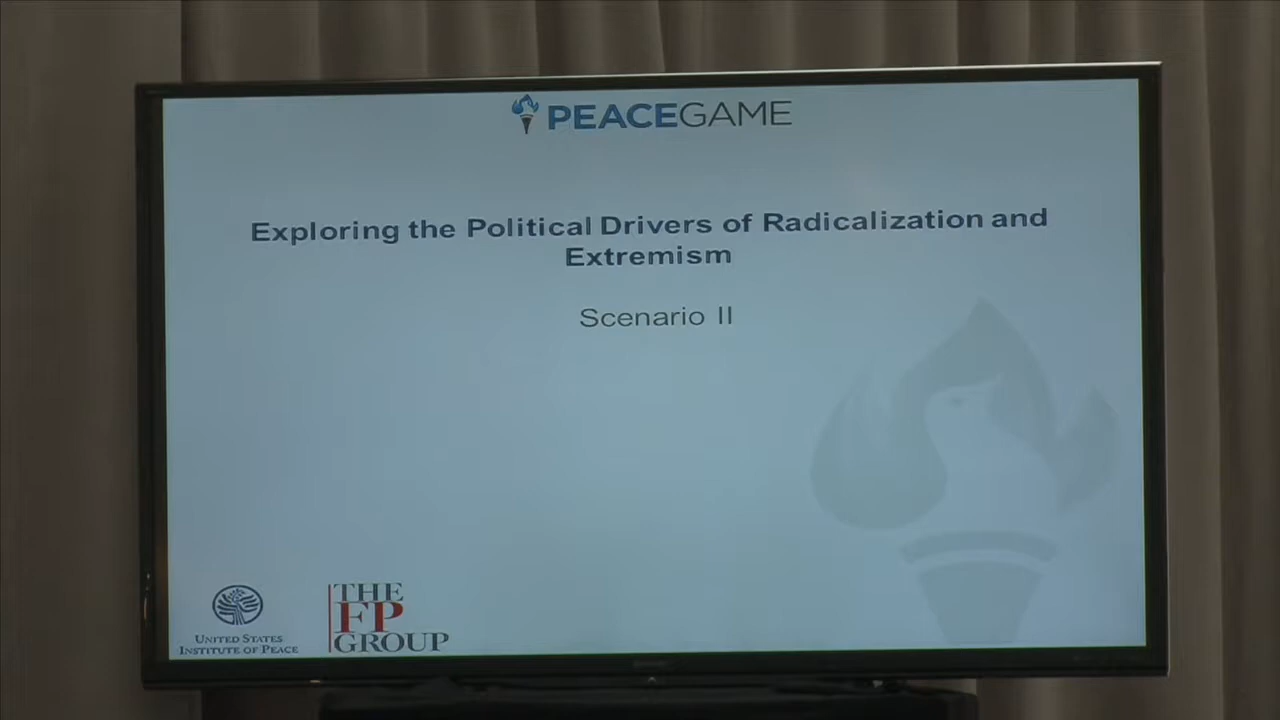 PEACEGAME
Exploring the Political Drivers of Radicalization and
Extremism
Scenario II
UNITED STATES
INSTITUTE OF PEACE
THE
FP
GROUP